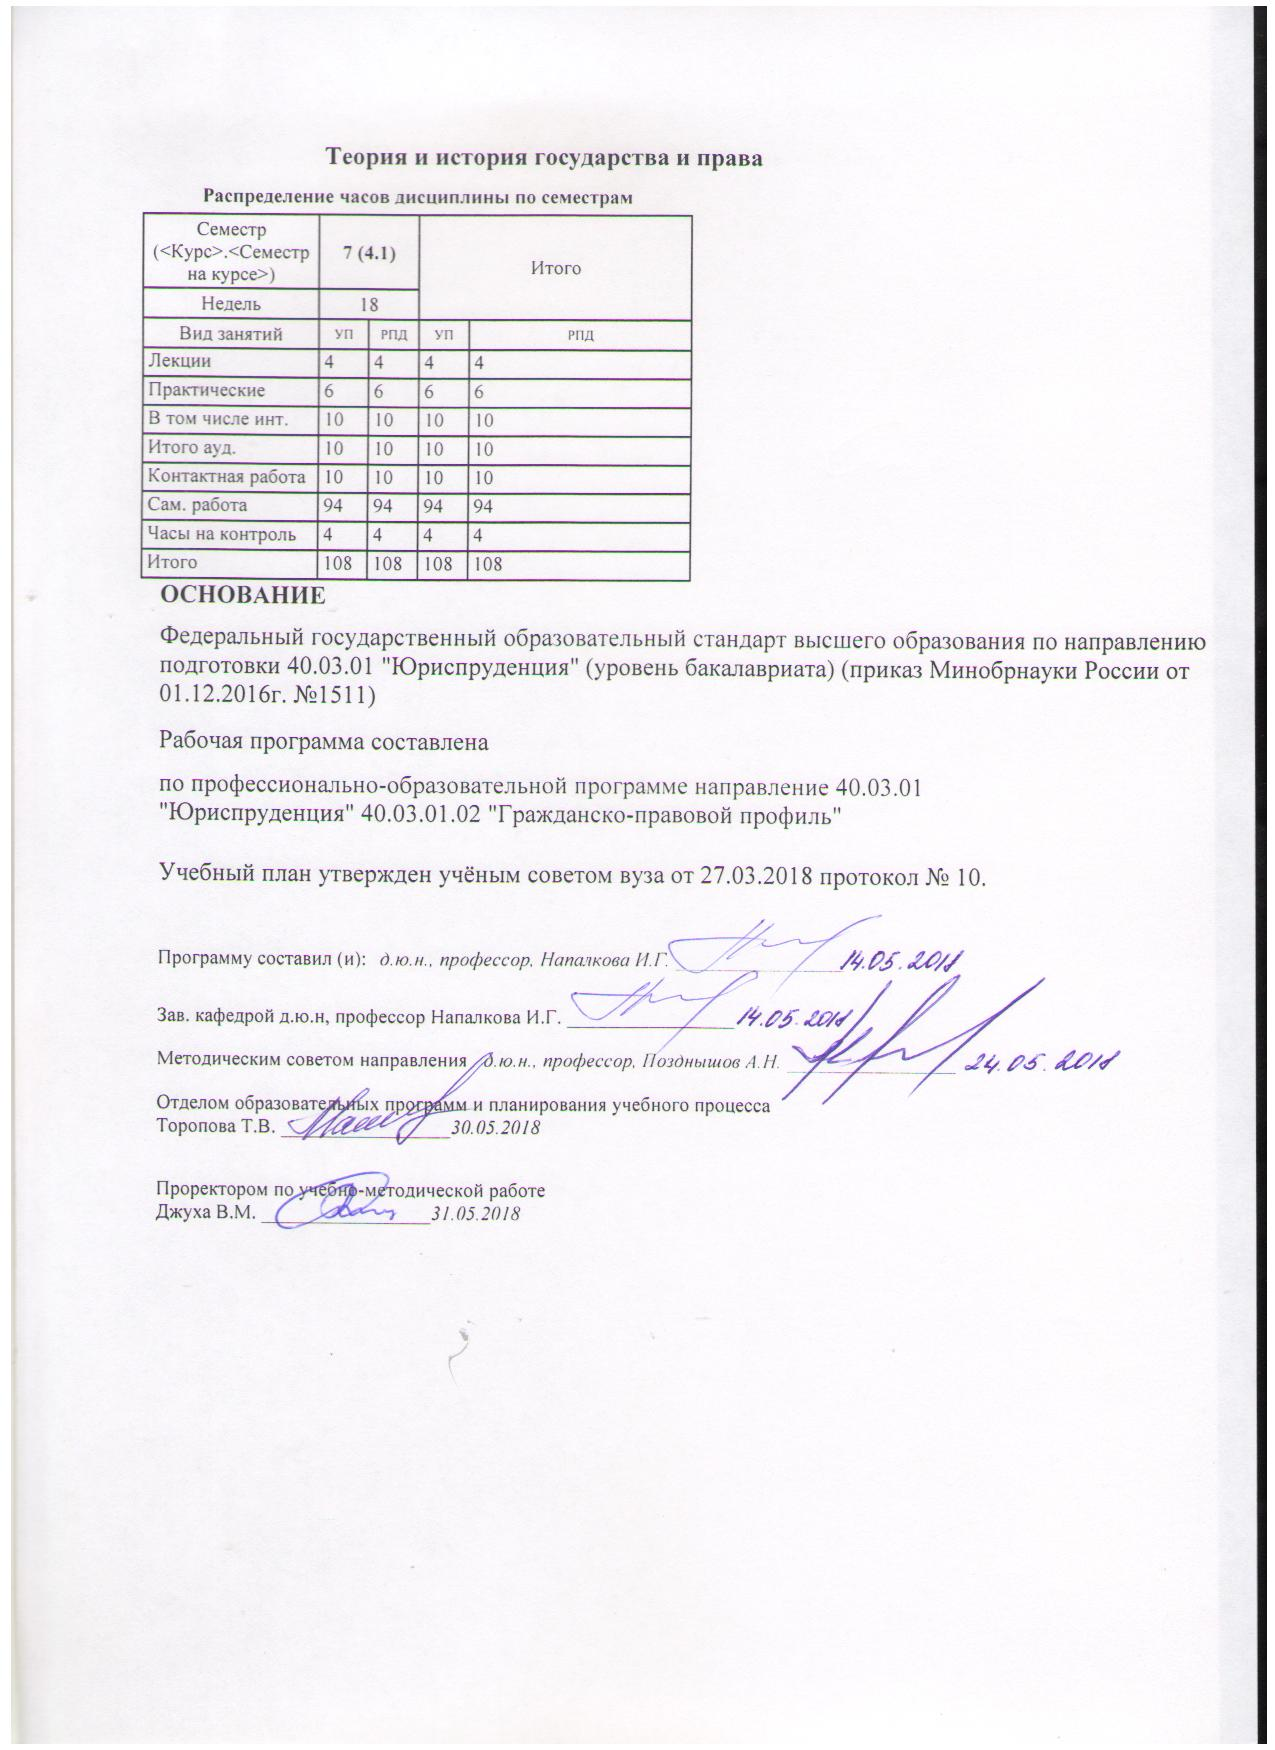 Теория и история государства и права
Распределение часов дисциплины по семестрам
Семестр (<Курс>.<Семестр на курсе>) 7 (4.1) Итого
Недель 18
Вид занятий УП РПД УП РПД
Лекции 4 4 4 4
Практические 6 6 6 6
В том числе инт. 10 10 10 10
Итого ауд. 10 10 10 10
Контактная работа 10 10 10 10
Сам. работа 94 94 94 94
Часы на контроль 4 4 4 4
Итого 108 108 108 108
ОСНОВАНИЕ
Федеральный государственный образовательный стандарт высшего образования по направлению
подготовки 40.03.01 "Юриспруденция" (уровень бакалавриата) (приказ Минобрнауки России от
01.12.2016г. №1511)
Рабочая программа составлена
по профессионально-образовательной программе направление 40.03.01
"Юриспруденция" 40.03.01.02 "Гражданско-правовой профиль"
Учебный план утвержден учёным советом вуза от 27.03.2018 протокол № 10.
Программу составил (и): д.ю.н., профессор, Напалкова И.Г. 14.05.2018
Зав. кафедрой д.ю.н, профессор Напалкова И.Г. 14.05.2018
Методическим советом направления д.ю.н., профессор, Позднышов А.Н. 24.05.2018
Отделом образовательных программ и планирования учебного процесса
Торопова Т.В. 30.05.2018
Проректором по учебно-методической работе
Джуха В.М. 31.05.2018